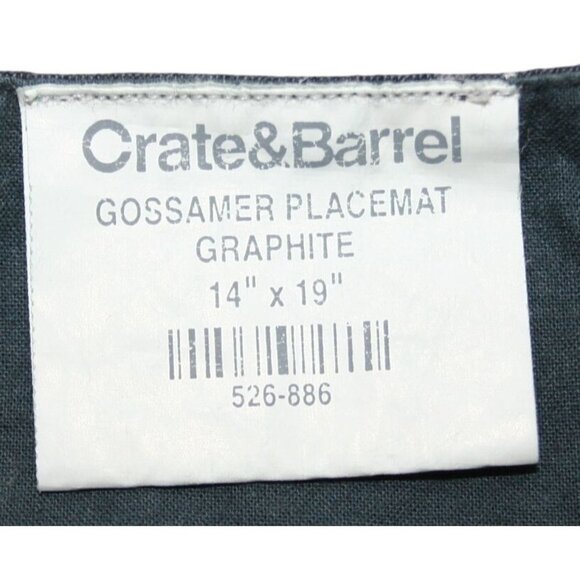 Crate&Barrel
GOSSAMER PLACEMAT
GRAPHITE
14" x 19"
526-886